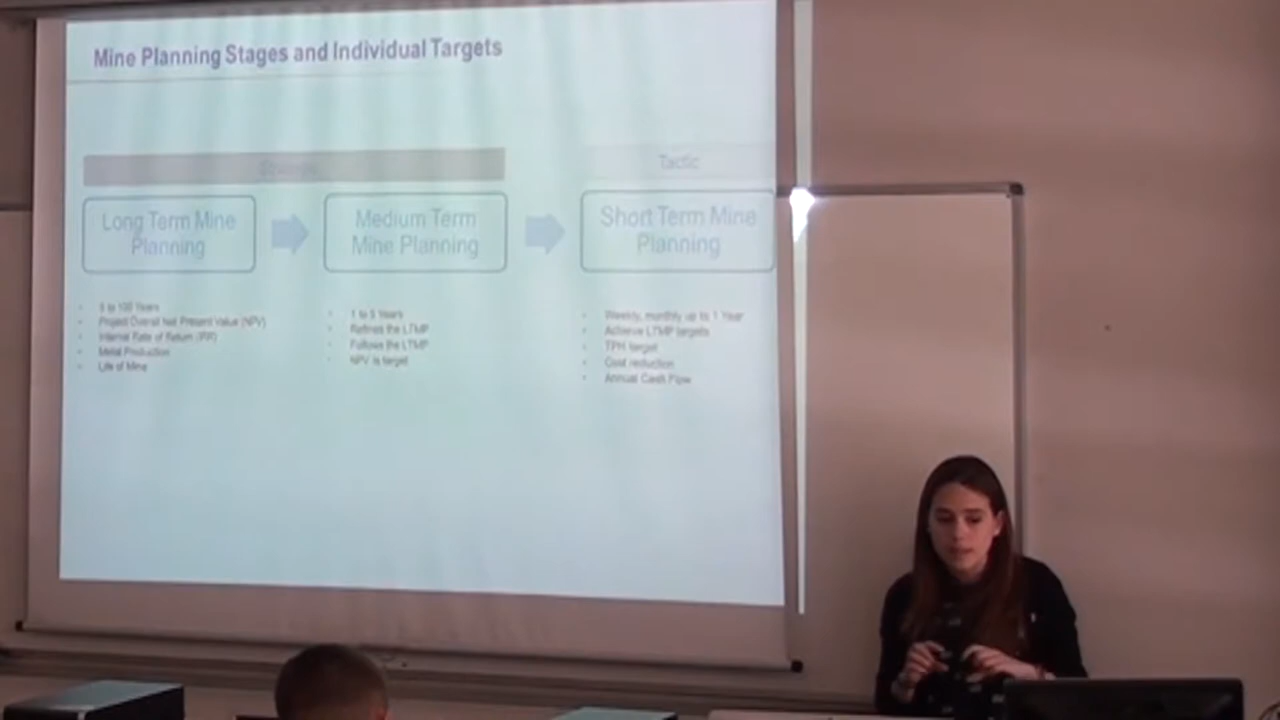 Mine Planning Stages and Individual Targets
Tactic
Long Term Mine
Planning
Medium Term
Mine Planning
Short Term Mine
Planning
5 to 100 Years
Project Overall Net Present Value (NPV)
Internal Rate of Return (IRR)
Metal Production
Life of Mine
1 to 5 Years
Refines the LTMP
Follows the LTMP
NPV is target
Weekly, monthly up to 1 Year
Achieve LTMP targets
TPH target
Cost reduction
Annual Cash Flow